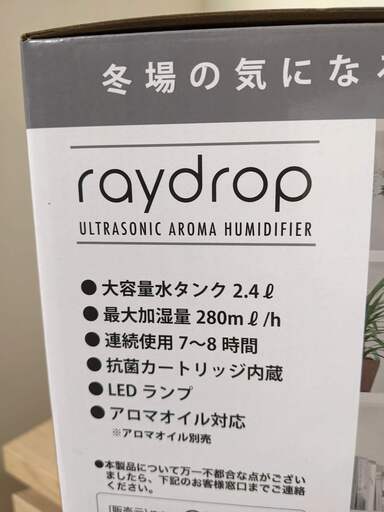 冬場の気になる
raydrop
ULTRASONIC AROMA HUMIDIFIER
● 大容量水タンク 2.4ℓ
● 最大加湿量 280mℓ/h
● 連続使用 7〜8 時間
● 抗菌カートリッジ内蔵
● LED ランプ
● アロマオイル対応
※アロマオイル別売
●本製品について万一不都合な点がござい
ましたら、下記のお客様窓口までご連絡
ください。